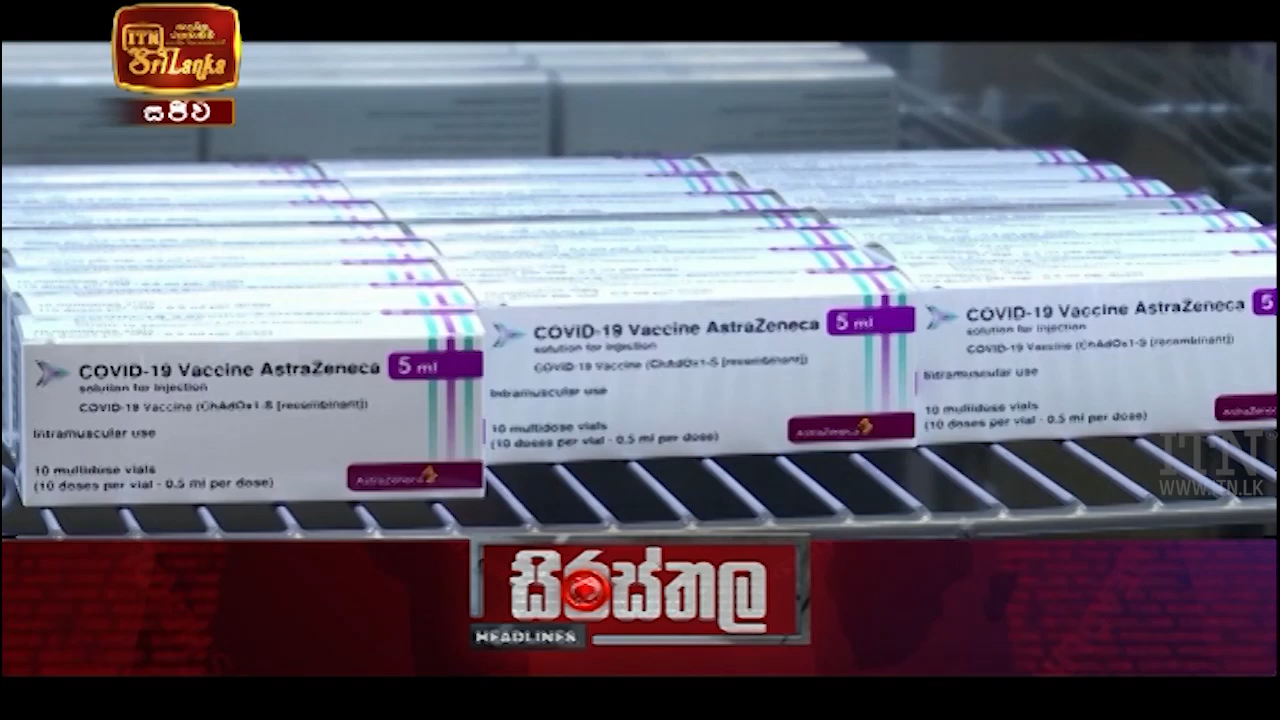 ITN
Sri Lanka
සජීව
COVID-19 Vaccine AstraZeneca
5 ml
solution for injection
COVID-19 Vaccine (ChAdOx1-S [recombinant])
Intramuscular use
10 multidose vials
(10 doses per vial - 0.5 ml per dose)
AstraZeneca
COVID-19 Vaccine AstraZeneca
5 ml
solution for injection
COVID-19 Vaccine (ChAdOx1-S [recombinant])
Intramuscular use
10 multidose vials
(10 doses per vial - 0.5 ml per dose)
AstraZeneca
COVID-19 Vaccine AstraZeneca
5
solution for injection
COVID-19 Vaccine (ChAdOx1-S [recombinant])
Intramuscular use
10 multidose vials
(10 doses per vial - 0.5 ml per dose)
AstraZeneca
ITN
WWW.ITN.LK
සිරස්තල
HEADLINES